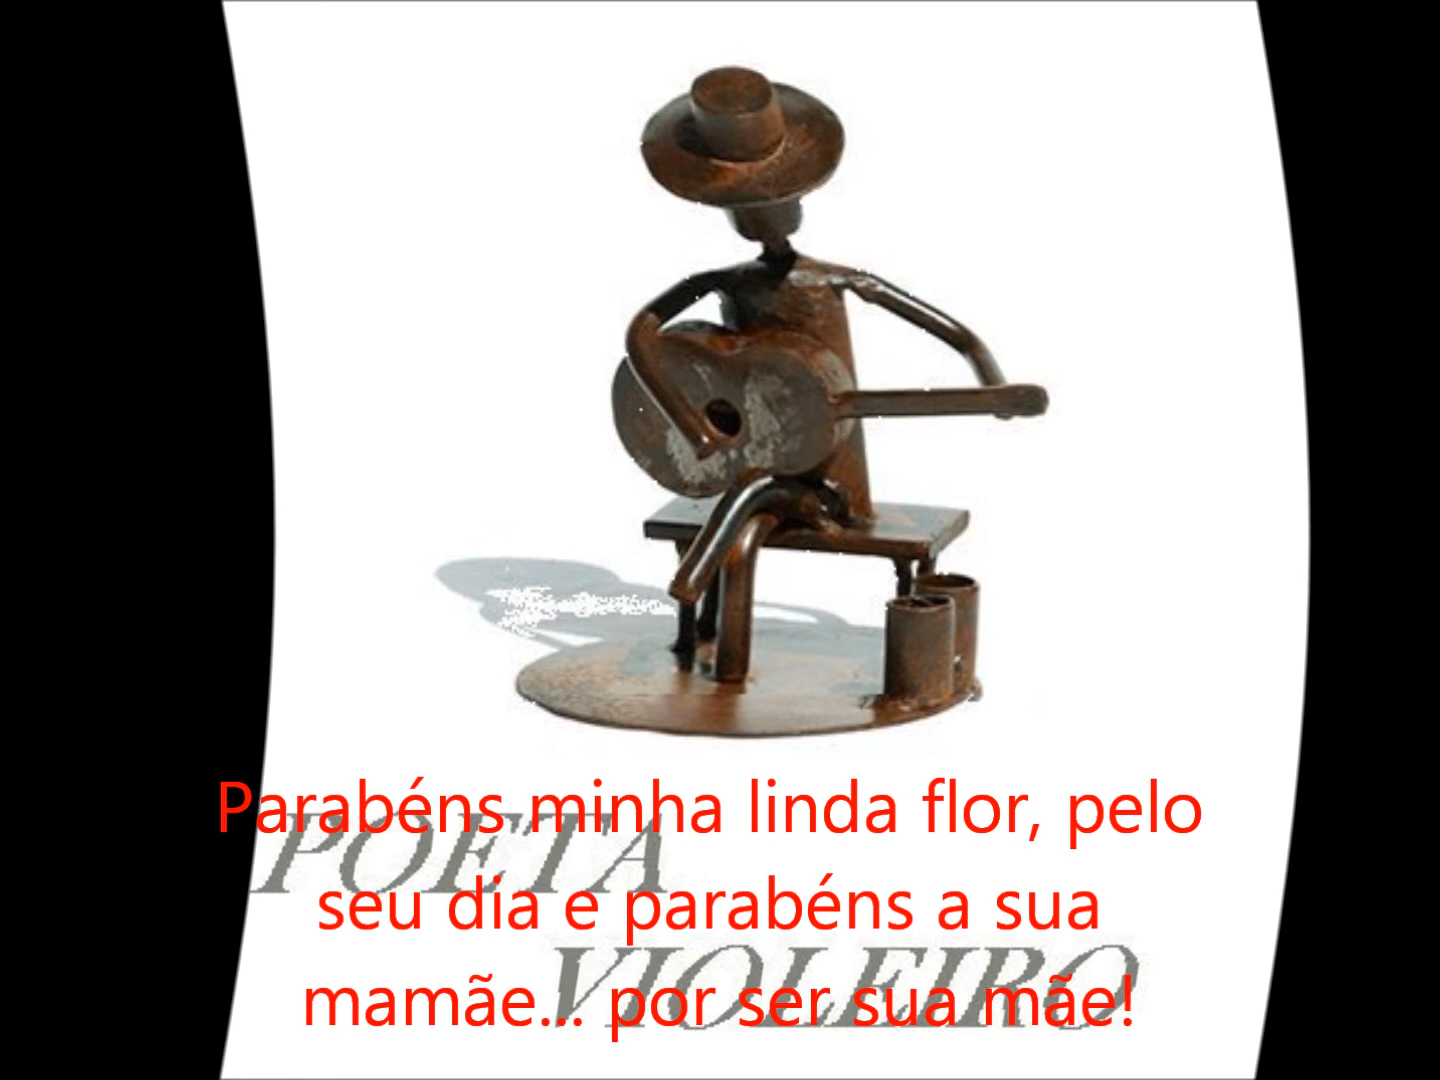 Parabéns minha linda flor, pelo
POETA
seu dia e parabéns a sua
VIOLEIRO
mamãe... por ser sua mãe!